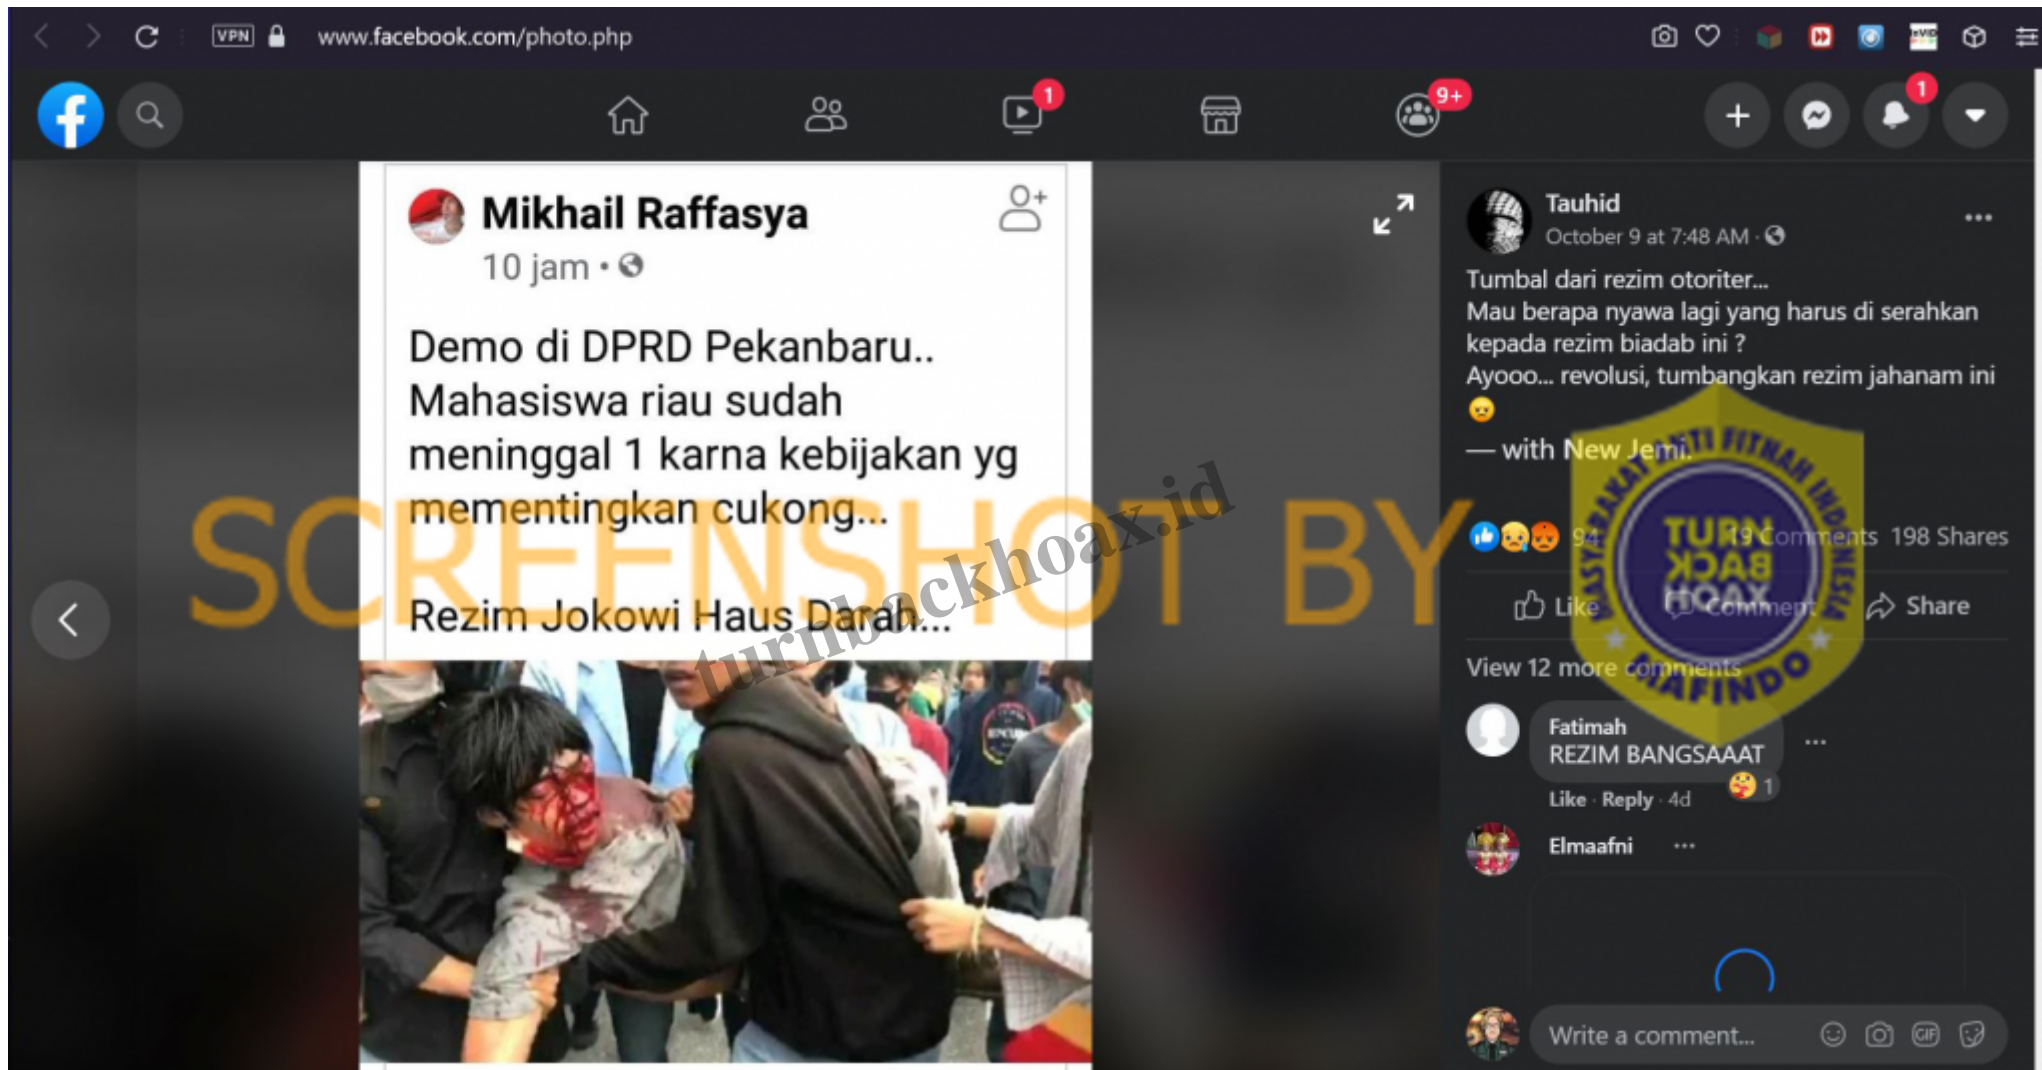 VPN
www.facebook.com/photo.php
1
9+
1
Mikhail Raffasya
10 jam
Demo di DPRD Pekanbaru..
Mahasiswa riau sudah
meninggal 1 karna kebijakan yg
mementingkan cukong...
Rezim Jokowi Haus Darah...
SCREENSHOT BY
turnbackhoax.id
Tauhid
October 9 at 7:48 AM
Tumbal dari rezim otoriter...
Mau berapa nyawa lagi yang harus di serahkan
kepada rezim biadab ini ?
Ayooo... revolusi, tumbangkan rezim jahanam ini
— with New Jemi.
MASYARAKAT ANTI FITNAH INDONESIA
TURN
BACK
HOAX
MAFINDO
94 19 Comments 198 Shares
Like Comment Share
View 12 more comments
Fatimah
REZIM BANGSAAAT
1
Like · Reply · 4d
Elmaafni
Write a comment...
GIF